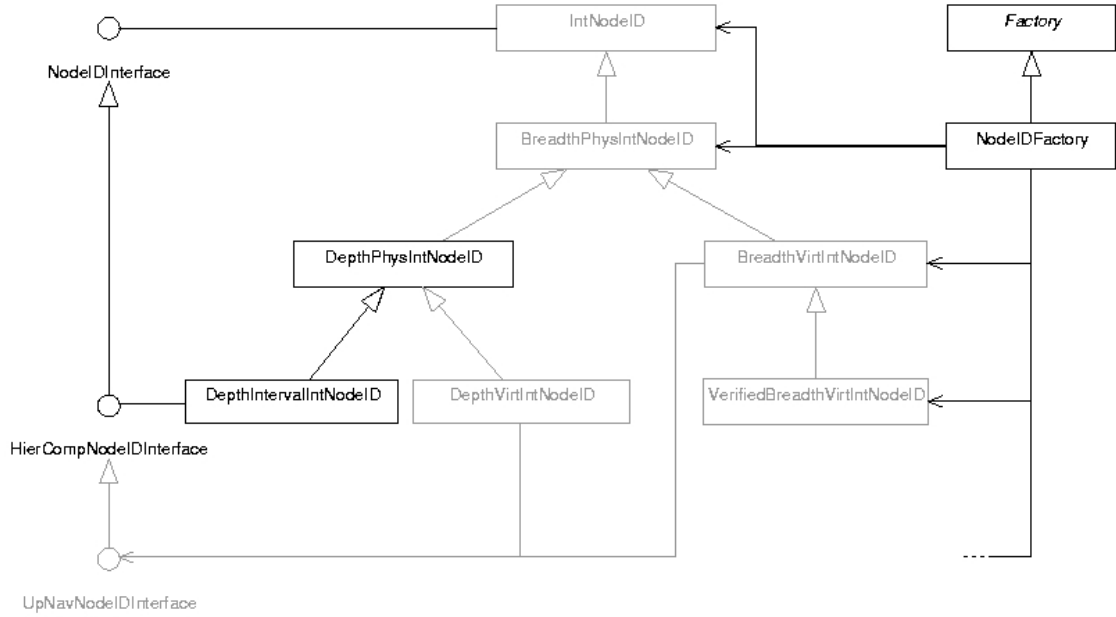 IntNodeID
Factory
NodeIDInterface
BreadthPhysIntNodeID
NodeIDFactory
DepthPhysIntNodeID
BreadthVirtIntNodeID
DepthIntervalIntNodeID
DepthVirtIntNodeID
VerifiedBreadthVirtIntNodeID
HierCompNodeIDInterface
UpNavNodeIDInterface